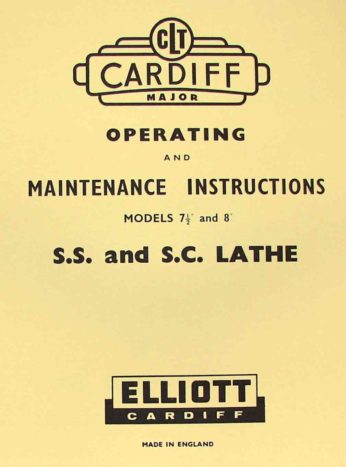 CLT
CARDIFF
MAJOR
OPERATING
AND
MAINTENANCE INSTRUCTIONS
MODELS 7½" and 8"
S.S. and S.C. LATHE
ELLIOTT
CARDIFF
MADE IN ENGLAND